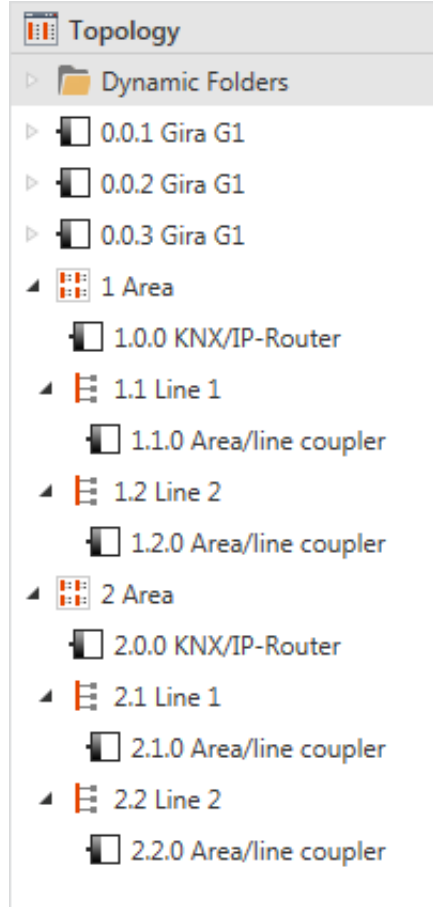 Topology
Dynamic Folders
0.0.1 Gira G1
0.0.2 Gira G1
0.0.3 Gira G1
1 Area
1.0.0 KNX/IP-Router
1.1 Line 1
1.1.0 Area/line coupler
1.2 Line 2
1.2.0 Area/line coupler
2 Area
2.0.0 KNX/IP-Router
2.1 Line 1
2.1.0 Area/line coupler
2.2 Line 2
2.2.0 Area/line coupler